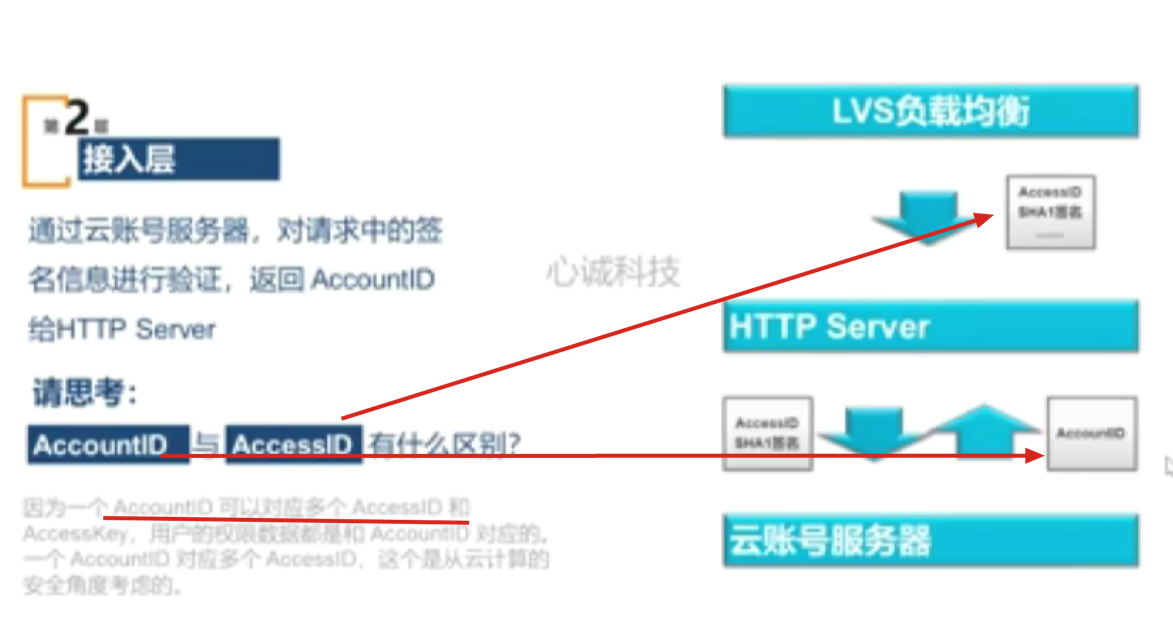 第2层
接入层
通过云账号服务器，对请求中的签
名信息进行验证，返回 AccountID
给HTTP Server
请思考：
AccountID 与 AccessID 有什么区别？
因为一个 AccountID 可以对应多个 AccessID 和
AccessKey，用户的权限数据都是和 AccountID 对应的。
一个 AccountID 对应多个 AccessID，这个是从云计算的
安全角度考虑的。
心诚科技
LVS负载均衡
AccessID
SHA1签名
HTTP Server
AccessID
SHA1签名
AccountID
云账号服务器